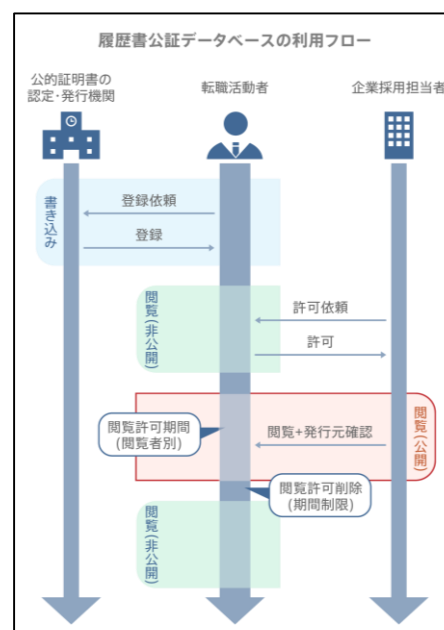 履歴書公証データベースの利用フロー
公的証明書の
認定・発行機関
転職活動者
企業採用担当者
書き込み
登録依頼
登録
閲覧(非公開)
許可依頼
許可
閲覧許可期間
(閲覧者別)
閲覧+発行元確認
閲覧(公開)
閲覧許可削除
(期間制限)
閲覧(非公開)